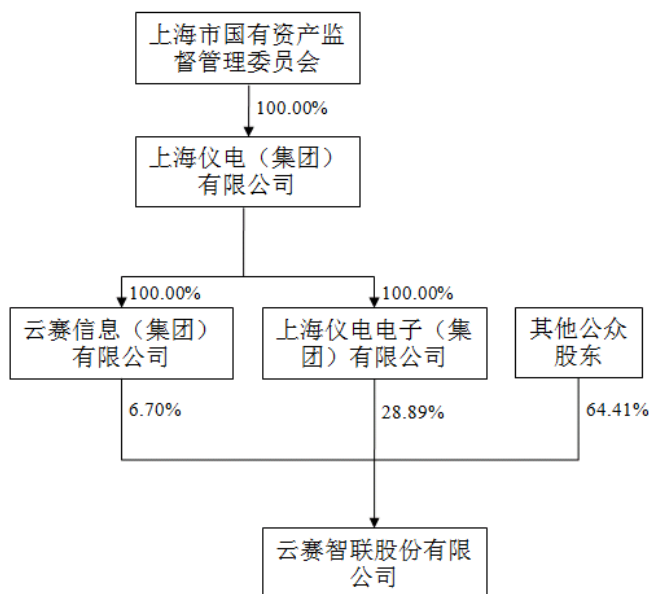 上海市国有资产监
督管理委员会
100.00%
上海仪电（集团）
有限公司
100.00%
100.00%
云赛信息（集团）
有限公司
上海仪电电子（集
团）有限公司
其他公众
股东
6.70%
28.89%
64.41%
云赛智联股份有限
公司